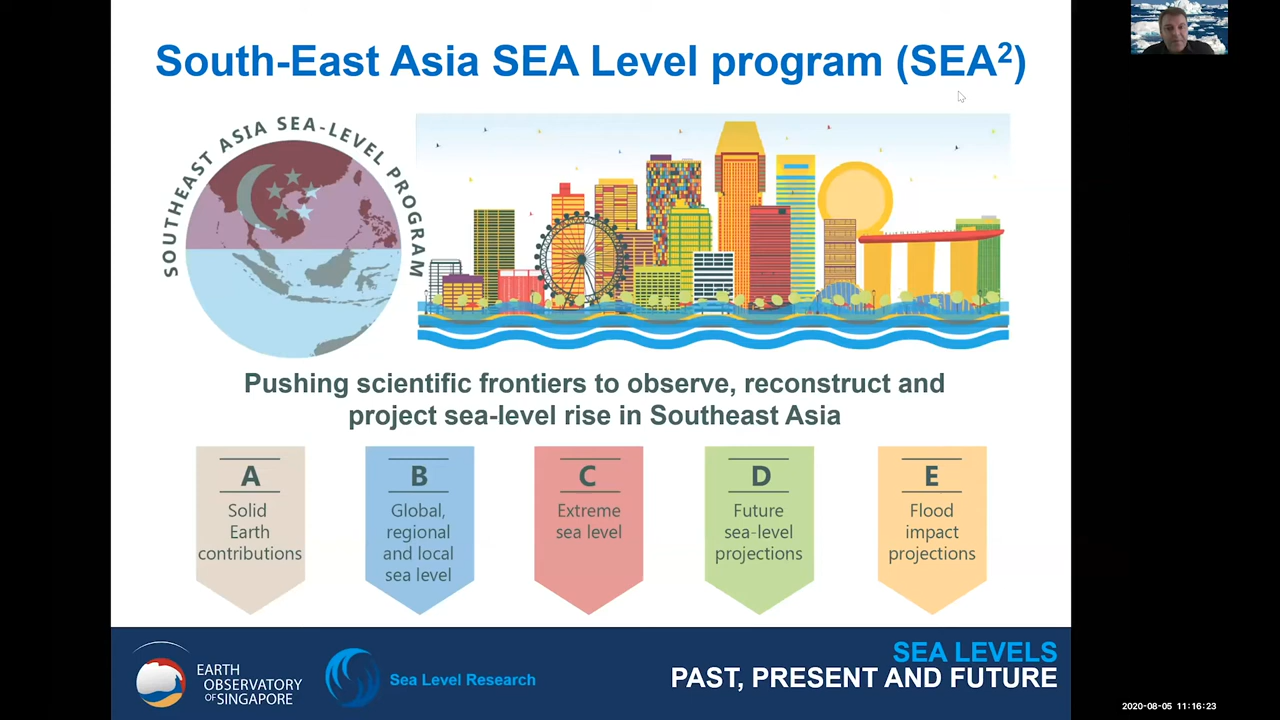 South-East Asia SEA Level program (SEA²)
SOUTHEAST ASIA SEA-LEVEL PROGRAM
Pushing scientific frontiers to observe, reconstruct and
project sea-level rise in Southeast Asia
A
Solid
Earth
contributions
B
Global,
regional
and local
sea level
C
Extreme
sea level
D
Future
sea-level
projections
E
Flood
impact
projections
EARTH
OBSERVATORY
OF SINGAPORE
Sea Level Research
SEA LEVELS
PAST, PRESENT AND FUTURE
2020-08-05 11:16:23